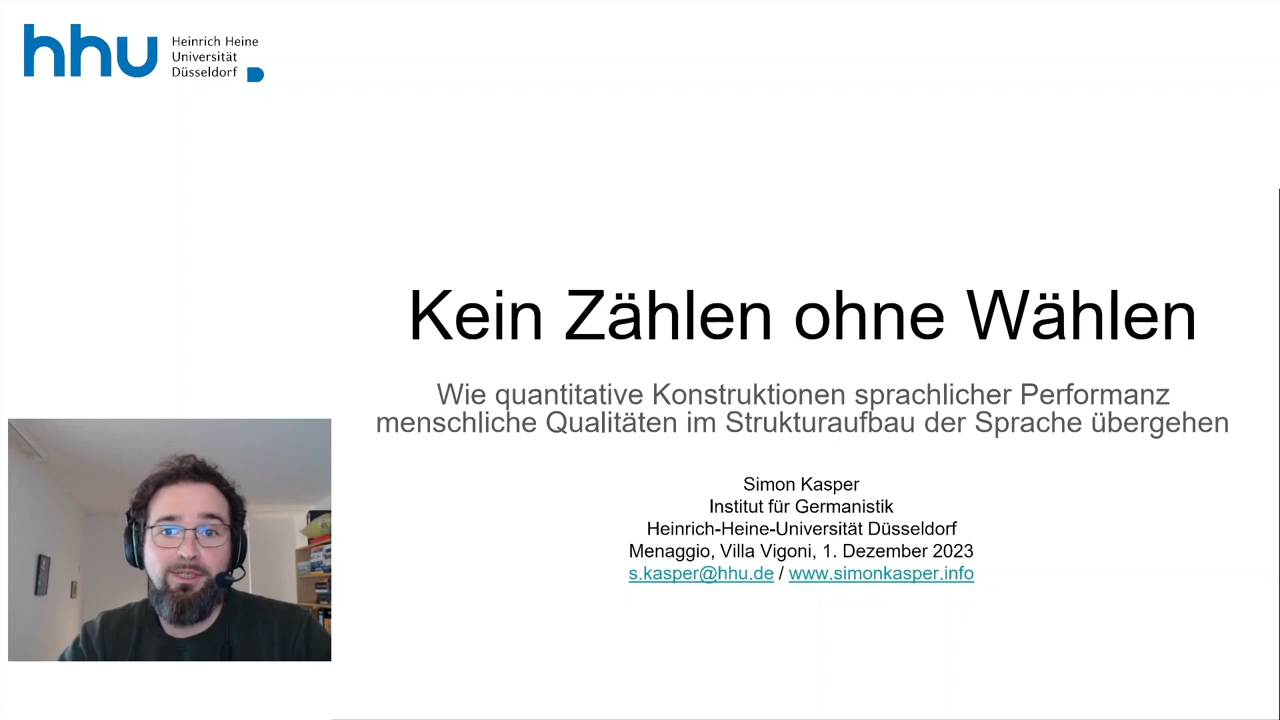 hhu
Heinrich Heine
Universität
Düsseldorf
Kein Zählen ohne Wählen
Wie quantitative Konstruktionen sprachlicher Performanz
menschliche Qualitäten im Strukturaufbau der Sprache übergehen
Simon Kasper
Institut für Germanistik
Heinrich-Heine-Universität Düsseldorf
Menaggio, Villa Vigoni, 1. Dezember 2023
s.kasper@hhu.de / www.simonkasper.info